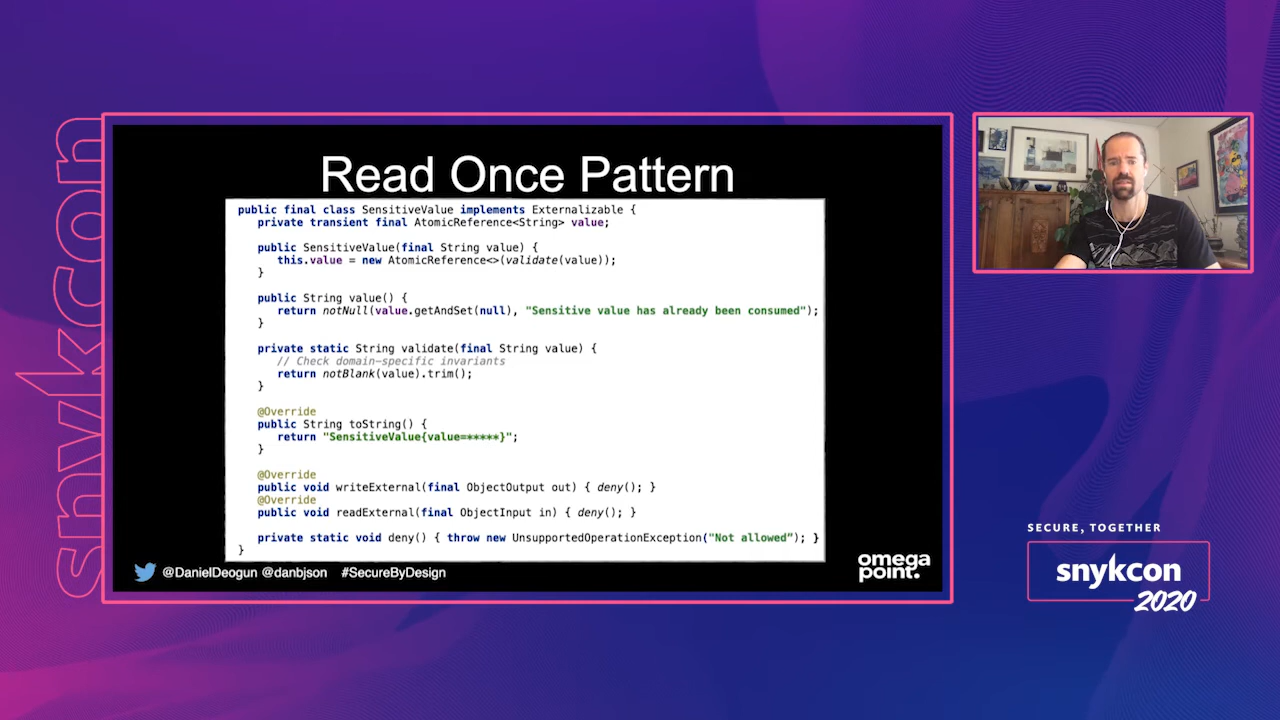 snykcon
Read Once Pattern
public final class SensitiveValue implements Externalizable {
private transient final AtomicReference<String> value;
public SensitiveValue(final String value) {
this.value = new AtomicReference<>(validate(value));
}
public String value() {
return notNull(value.getAndSet(null), "Sensitive value has already been consumed");
}
private static String validate(final String value) {
// Check domain-specific invariants
return notBlank(value).trim();
}
@Override
public String toString() {
return "SensitiveValue{value=*****}";
}
@Override
public void writeExternal(final ObjectOutput out) { deny(); }
@Override
public void readExternal(final ObjectInput in) { deny(); }
private static void deny() { throw new UnsupportedOperationException("Not allowed”); }
}
@DanielDeogun @danbjson #SecureByDesign
omega
point.
SECURE, TOGETHER
snykcon
2020